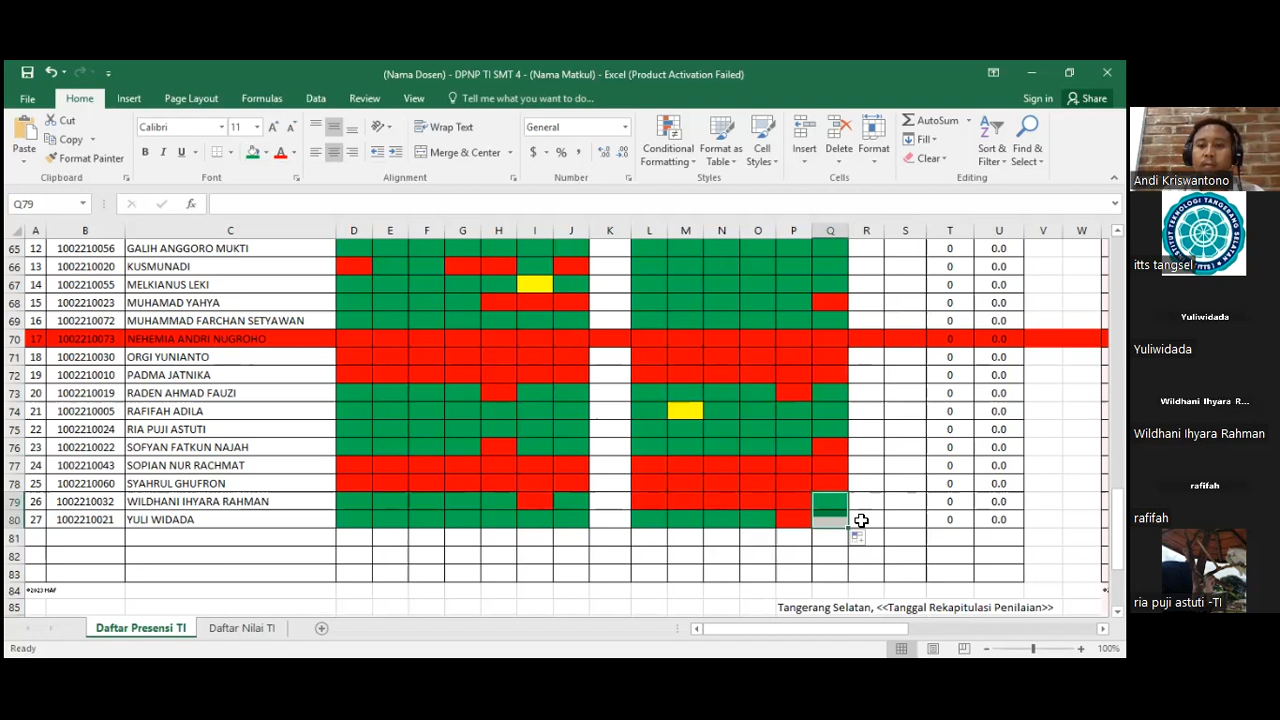 (Nama Dosen) - DPNP TI SMT 4 - (Nama Matkul) - Excel (Product Activation Failed)
File Home Insert Page Layout Formulas Data Review View Tell me what you want to do... Sign in Share
Paste Cut Copy Format Painter Clipboard
Calibri 11 B I U Font
Wrap Text Merge & Center Alignment
General $ % , Number
Conditional Formatting Format as Table Cell Styles Styles
Insert Delete Format Cells
AutoSum Fill Clear Sort & Filter Find & Select Editing
Q79 fx
A B C D E F G H I J K L M N O P Q R S T U V W
65 12 1002210056 GALIH ANGGORO MUKTI 0 0.0
66 13 1002210020 KUSMUNADI 0 0.0
67 14 1002210055 MELKIANUS LEKI 0 0.0
68 15 1002210023 MUHAMAD YAHYA 0 0.0
69 16 1002210072 MUHAMMAD FARCHAN SETYAWAN 0 0.0
70 17 1002210073 NEHEMIA ANDRI NUGROHO 0 0.0
71 18 1002210030 ORGI YUNIANTO 0 0.0
72 19 1002210010 PADMA JATNIKA 0 0.0
73 20 1002210019 RADEN AHMAD FAUZI 0 0.0
74 21 1002210005 RAFIFAH ADILA 0 0.0
75 22 1002210024 RIA PUJI ASTUTI 0 0.0
76 23 1002210022 SOFYAN FATKUN NAJAH 0 0.0
77 24 1002210043 SOPIAN NUR RACHMAT 0 0.0
78 25 1002210060 SYAHRUL GHUFRON 0 0.0
79 26 1002210032 WILDHANI IHYARA RAHMAN 0 0.0
80 27 1002210021 YULI WIDADA 0 0.0
81
82
83
84 ©2023 MAF
85 Tangerang Selatan, <<Tanggal Rekapitulasi Penilaian>>
Daftar Presensi TI Daftar Nilai TI
Ready 100%
Andi Kriswantono
itts tangsel
Yuliwidada
Yuliwidada
Wildhani Ihyara R...
Wildhani Ihyara Rahman
rafifah
rafifah
ria puji astuti -TI